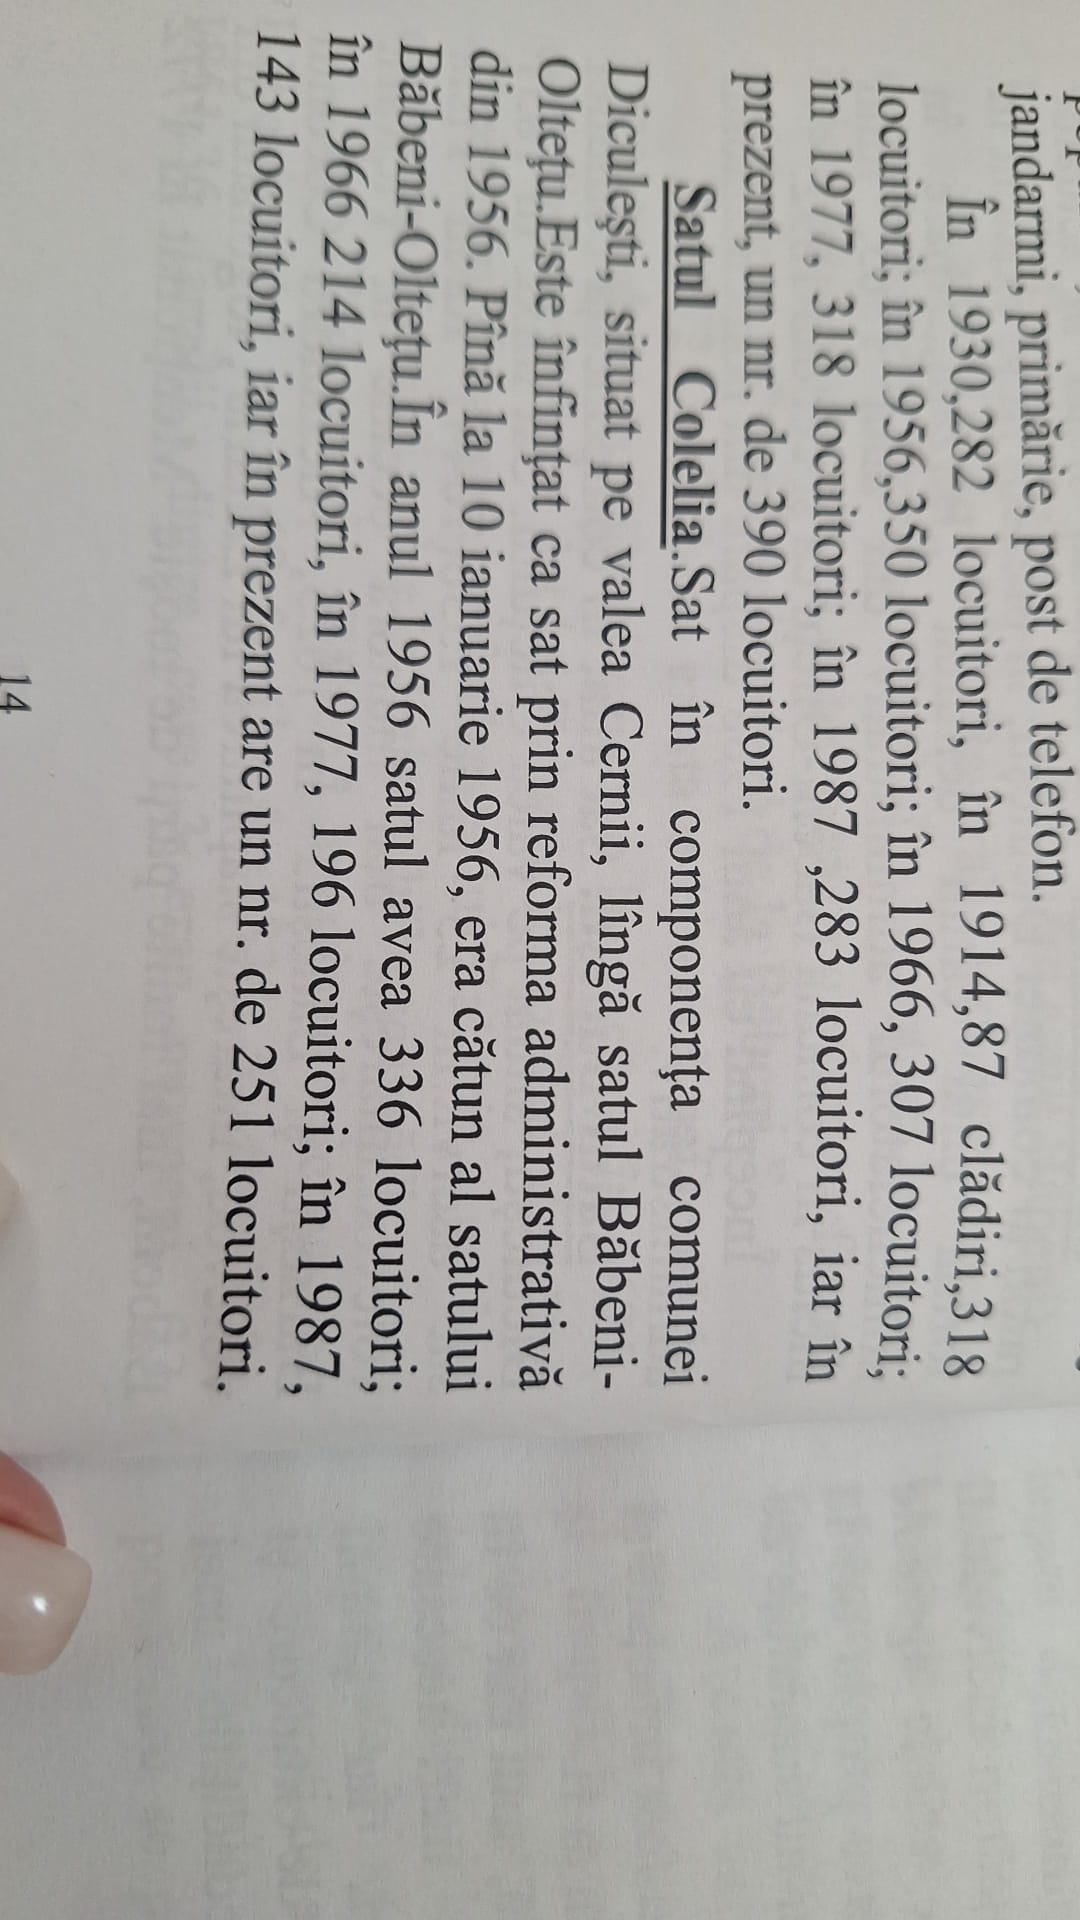 jandarmi, primărie, post de telefon.
În 1930,282 locuitori, în 1914,87 clădiri,318
locuitori; în 1956,350 locuitori; în 1966, 307 locuitori;
în 1977, 318 locuitori; în 1987 ,283 locuitori, iar în
prezent, un nr. de 390 locuitori.
Satul Colelia.Sat în componenţa comunei
Diculeşti, situat pe valea Cernii, lîngă satul Băbeni-
Olteţu.Este înfinţat ca sat prin reforma administrativă
din 1956. Pînă la 10 ianuarie 1956, era cătun al satului
Băbeni-Olteţu.În anul 1956 satul avea 336 locuitori;
în 1966 214 locuitori, în 1977, 196 locuitori; în 1987,
143 locuitori, iar în prezent are un nr. de 251 locuitori.
14